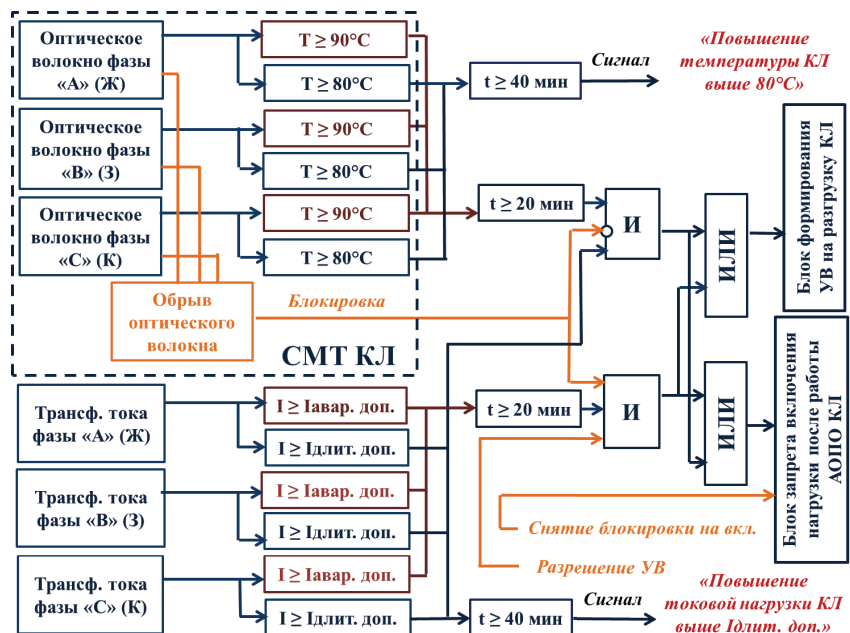 Оптическое
волокно фазы
«А» (Ж)
T ≥ 90°C
T ≥ 80°C
Оптическое
волокно фазы
«В» (З)
T ≥ 90°C
T ≥ 80°C
Оптическое
волокно фазы
«С» (К)
T ≥ 90°C
T ≥ 80°C
Обрыв
оптического
волокна
Блокировка
СМТ КЛ
t ≥ 40 мин
Сигнал
«Повышение
температуры КЛ
выше 80°C»
t ≥ 20 мин
И
ИЛИ
Блок формирования
УВ на разгрузку КЛ
Трансф. тока
фазы «А» (Ж)
I ≥ Iавар. доп.
I ≥ Iдлит. доп.
Трансф. тока
фазы «В» (З)
I ≥ Iавар. доп.
I ≥ Iдлит. доп.
Трансф. тока
фазы «С» (К)
I ≥ Iавар. доп.
I ≥ Iдлит. доп.
t ≥ 20 мин
И
ИЛИ
Блок запрета включения
нагрузки после работы
АОПО КЛ
Снятие блокировки на вкл.
Разрешение УВ
t ≥ 40 мин
Сигнал
«Повышение
токовой нагрузки КЛ
выше Iдлит. доп.»